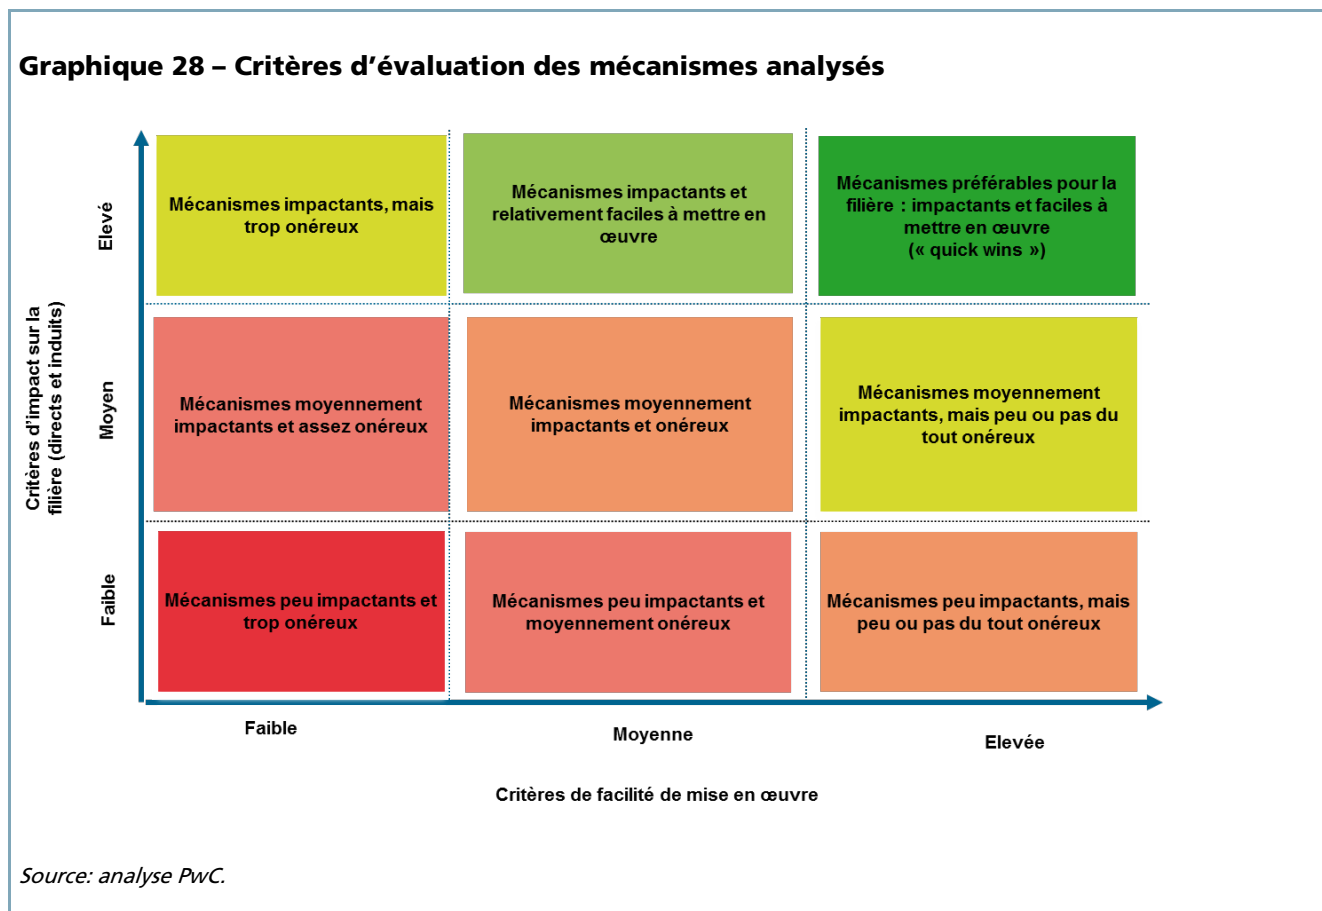 Graphique 28 – Critères d’évaluation des mécanismes analysés
Critères d’impact sur la
filière (directs et induits)
Elevé
Mécanismes impactants, mais
trop onéreux
Mécanismes impactants et
relativement faciles à mettre en
œuvre
Mécanismes préférables pour la
filière : impactants et faciles à
mettre en œuvre
(« quick wins »)
Moyen
Mécanismes moyennement
impactants et assez onéreux
Mécanismes moyennement
impactants et onéreux
Mécanismes moyennement
impactants, mais peu ou pas du
tout onéreux
Faible
Mécanismes peu impactants et
trop onéreux
Mécanismes peu impactants et
moyennement onéreux
Mécanismes peu impactants, mais
peu ou pas du tout onéreux
Faible
Moyenne
Elevée
Critères de facilité de mise en œuvre
Source: analyse PwC.